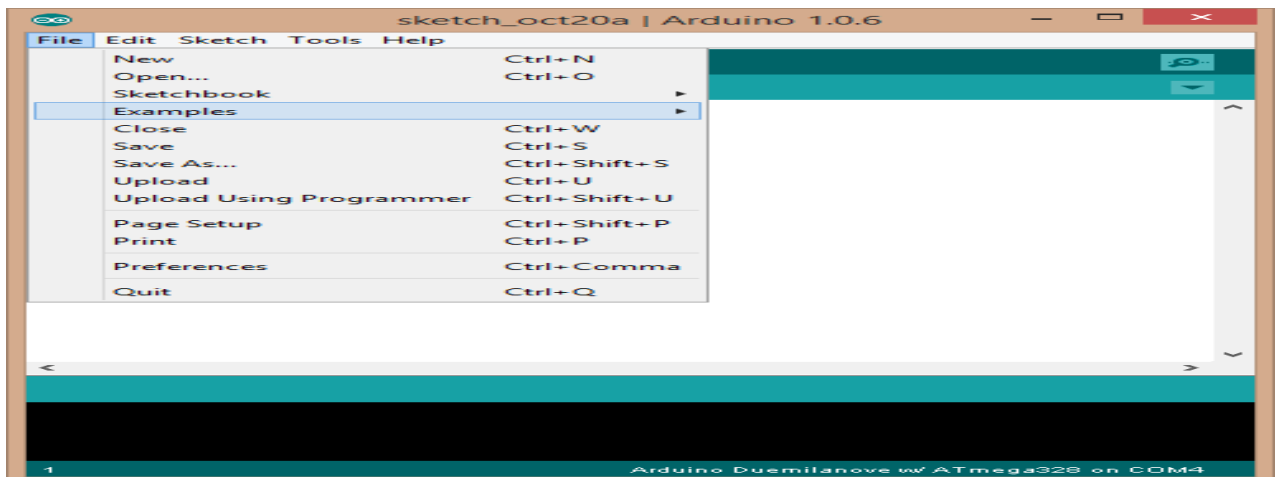 sketch_oct20a | Arduino 1.0.6
File Edit Sketch Tools Help
New Ctrl+N
Open... Ctrl+O
Sketchbook
Examples
Close Ctrl+W
Save Ctrl+S
Save As... Ctrl+Shift+S
Upload Ctrl+U
Upload Using Programmer Ctrl+Shift+U
Page Setup Ctrl+Shift+P
Print Ctrl+P
Preferences Ctrl+Comma
Quit Ctrl+Q
1 Arduino Duemilanove w/ ATmega328 on COM4